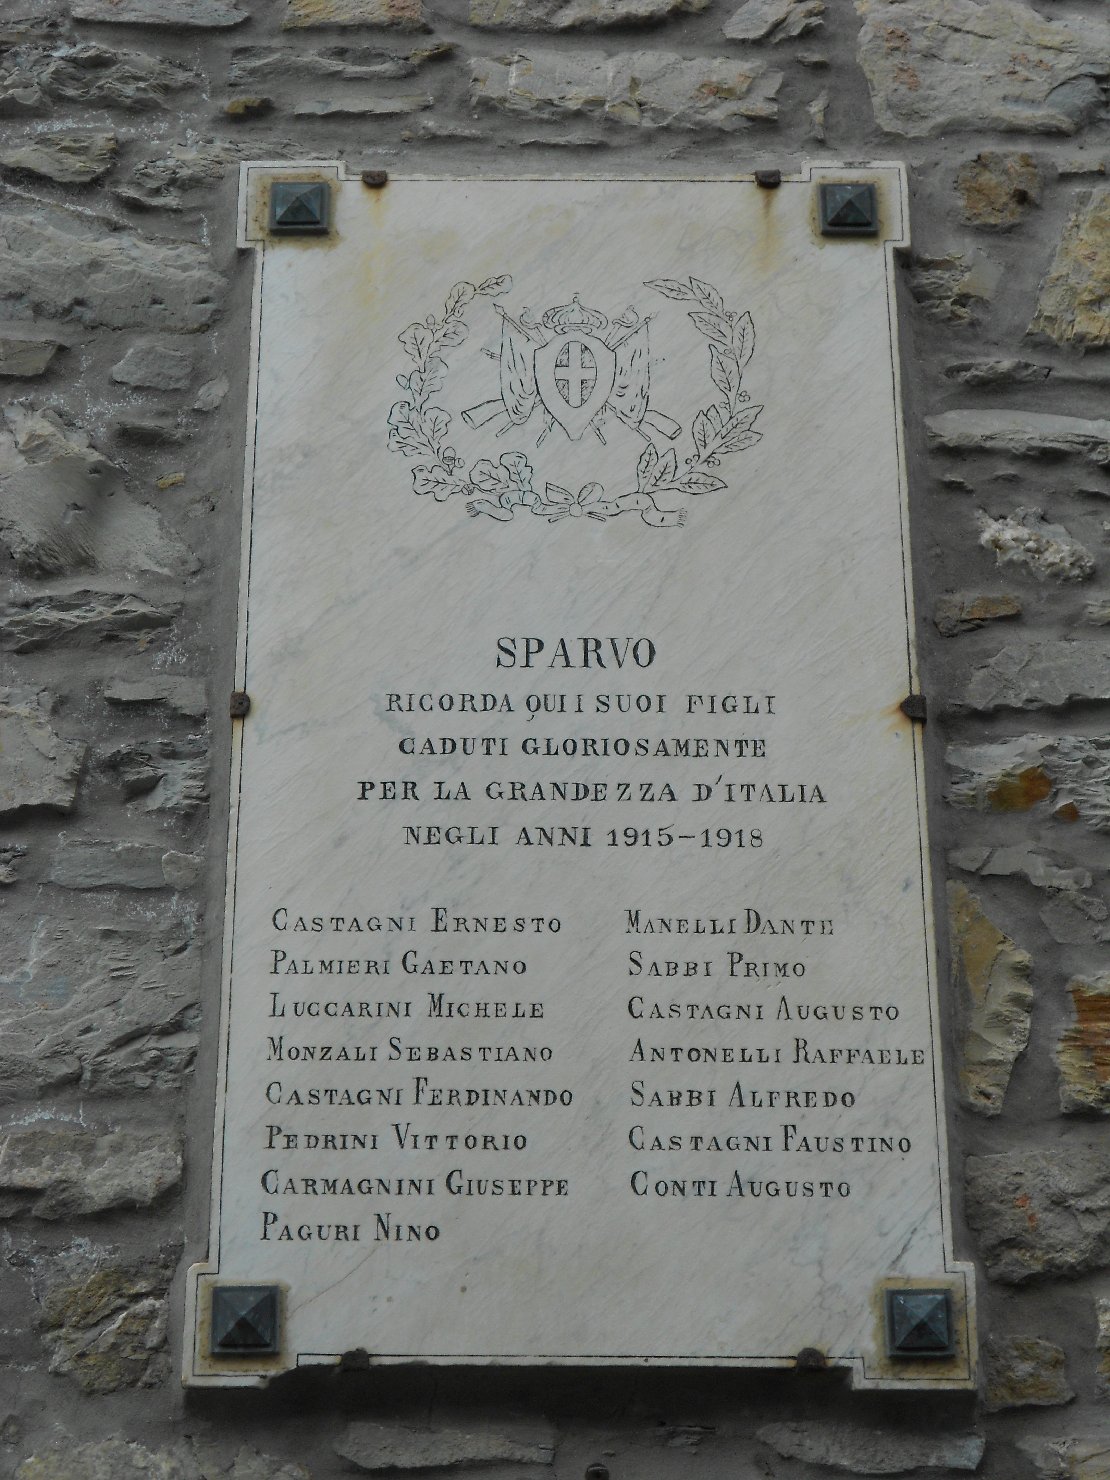 SPARVO
RICORDA QUI I SUOI FIGLI
CADUTI GLORIOSAMENTE
PER LA GRANDEZZA D'ITALIA
NEGLI ANNI 1915-1918
CASTAGNI ERNESTO
PALMIERI GAETANO
LUCCARINI MICHELE
MONZALI SEBASTIANO
CASTAGNI FERDINANDO
PEDRINI VITTORIO
CARMAGNINI GIUSEPPE
PAGURI NINO
MANELLI DANTE
SABBI PRIMO
CASTAGNI AUGUSTO
ANTONELLI RAFFAELE
SABBI ALFREDO
CASTAGNI FAUSTINO
CONTI AUGUSTO